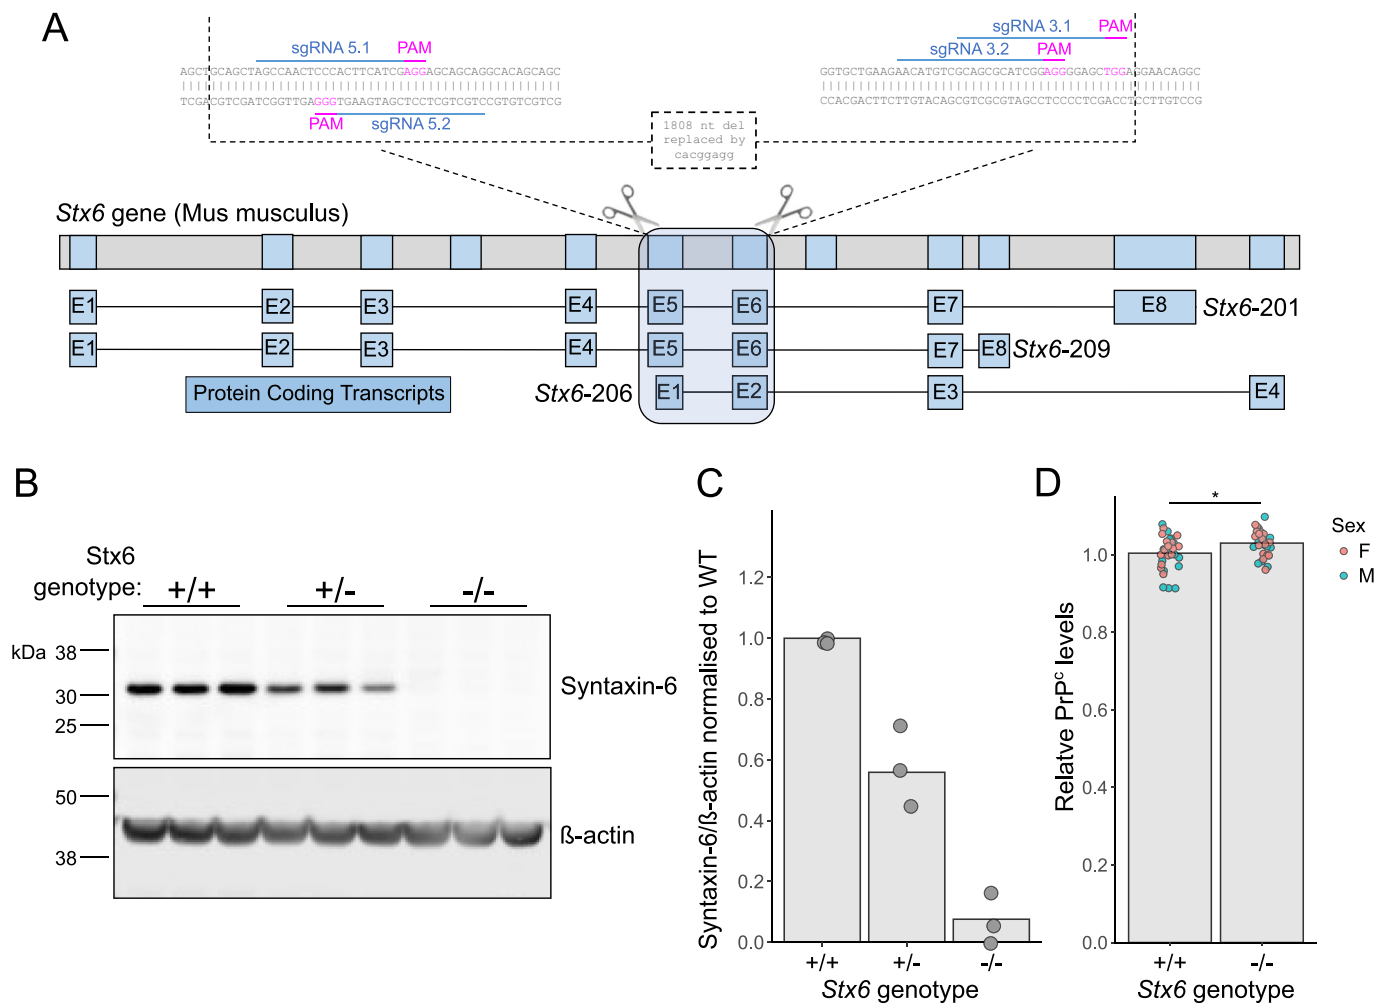 A
sgRNA 5.1
PAM
AGCTGCAGCTAGCCAACTCCCACTTCATCGAGGAGCAGCAGGCACAGCAGC
TCGACGTCGATCGGTTGAGGGTGAAGTAGCTCCTCGTCGTCCGTGTCGTCG
PAM
sgRNA 5.2
sgRNA 3.1
sgRNA 3.2
PAM
GGTGCTGAAGAACATGTCGCAGCGCATCGGAGGGGAGCTGGAGGAACAGGC
CCACGACTTCTTGTACAGCGTCGCGTAGCCTCCCCTCGACCTCCTTGTCCG
1808 nt del
replaced by
cacggagg
Stx6 gene (Mus musculus)
E1 E2 E3 E4 E5 E6 E7 E8 Stx6-201
E1 E2 E3 E4 E5 E6 E7 E8 Stx6-209
Protein Coding Transcripts
Stx6-206 E1 E2 E3 E4
B
Stx6
genotype: +/+ +/- -/-
kDa
38
30
25
Syntaxin-6
50
38
ß-actin
C
Syntaxin-6/ß-actin normalised to WT
1.2
1.0
0.8
0.6
0.4
0.2
0.0
+/+ +/- -/-
Stx6 genotype
D
Relatve PrPᶜ levels
1.0
0.8
0.6
0.4
0.2
0.0
*
+/+ -/-
Stx6 genotype
Sex
F
M